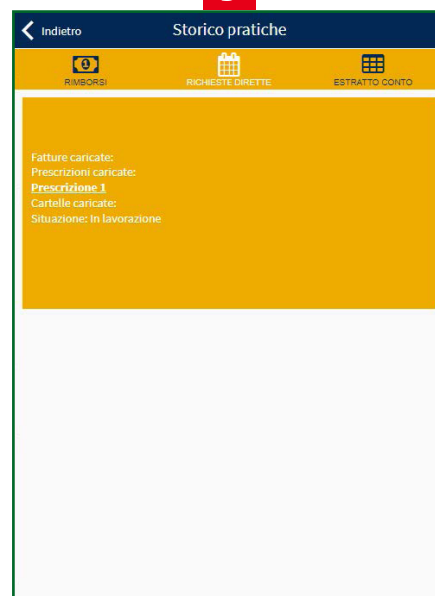 Indietro
Storico pratiche
RIMBORSI
RICHIESTE DIRETTE
ESTRATTO CONTO
Fatture caricate:
Prescrizioni caricate:
Prescrizione 1
Cartelle caricate:
Situazione: In lavorazione